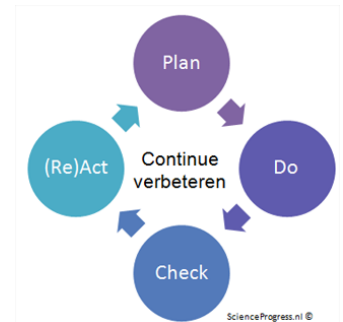 Plan
(Re)Act
Continue
verbeteren
Do
Check
ScienceProgress.nl ©